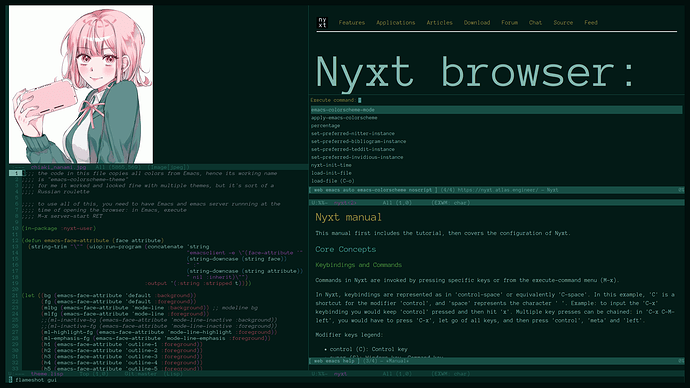 ;;;; the code in this file copies all colors from Emacs, hence its working name
;;;; is "emacs-colorscheme-theme"
;;;; for me it worked and looked fine with multiple themes, but it's sort of a
;;;; Russian roulette
;;;; to use all of this, you need to have Emacs and emacs server runnning at the
;;;; time of opening the browser: in Emacs, execute
;;;; M-x server-start RET
(in-package :nyxt-user)
(defun emacs-face-attribute (face attribute)
(string-trim "\"" (uiop:run-program (concatenate 'string
"emacsclient -e \"(face-attribute '"
(string-downcase (string face))
(string-downcase (string attribute))
" nil :inherit)\"")
:output '(:string :stripped t))))
(let ((bg (emacs-face-attribute 'default :background))
(fg (emacs-face-attribute 'default :foreground))
(mlbg (emacs-face-attribute 'mode-line :background)) ;; modeline bg
(mlfg (emacs-face-attribute 'mode-line :foreground))
;;(ml-inactive-bg (emacs-face-attribute 'mode-line-inactive :background))
;;(ml-inactive-fg (emacs-face-attribute 'mode-line-inactive :foreground))
(ml-highlight-fg (emacs-face-attribute 'mode-line-highlight :foreground))
(ml-emphasis-fg (emacs-face-attribute 'mode-line-emphasis :foreground))
(h1 (emacs-face-attribute 'outline-1 :foreground))
(h2 (emacs-face-attribute 'outline-2 :foreground))
(h3 (emacs-face-attribute 'outline-3 :foreground))
(h4 (emacs-face-attribute 'outline-4 :foreground))
(h5 (emacs-face-attribute 'outline-5 :foreground))
flameshot gui
ny
xt
Features Applications Articles Download Forum Chat Source Feed
Nyxt browser:
Execute command:
emacs-colorscheme-mode
apply-emacs-colorscheme
percentage
set-preferred-nitter-instance
set-preferred-bibliogram-instance
set-preferred-teddit-instance
set-preferred-invidious-instance
nyxt-init-time
load-init-file
load-file (C-o)
[ web emacs auto emacs-colorscheme noscript ] (4/4) https://nyxt.atlas.engineer/ — Nyxt
All (1,0) [EXWM: char]
Nyxt manual
This manual first includes the tutorial, then covers the configuration of Nyxt.
Core Concepts
Keybindings and Commands
Commands in Nyxt are invoked by pressing specific keys or from the execute-command menu (M-x).
In Nyxt, keybindings are represented as in 'control-space' or equivalently 'C-space'. In this example, 'C' is a
shortcut for the modifier 'control', and 'space' represents the character ' '. Example: to input the 'C-x'
keybinding you would keep 'control' pressed and then hit 'x'. Multiple key presses can be chained: in 'C-x C-M-
left', you would have to press 'C-x', let go of all keys, and then press 'control', 'meta' and 'left'.
Modifier keys legend:
• control (C): Control key
[ web emacs help ] (3/4) — *Manual*
All (1,0) [EXWM: char]